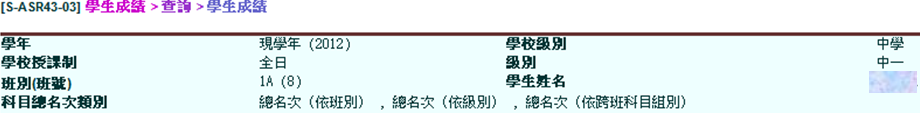 [S-ASR43-03] 學生成績 > 查詢 > 學生成績
學年 現學年 (2012) 學校級別 中學
學校授課制 全日 級別 中一
班別(班號) 1A (8) 學生姓名
科目總名次類別 總名次（依班別），總名次（依級別），總名次（依跨班科目組別）